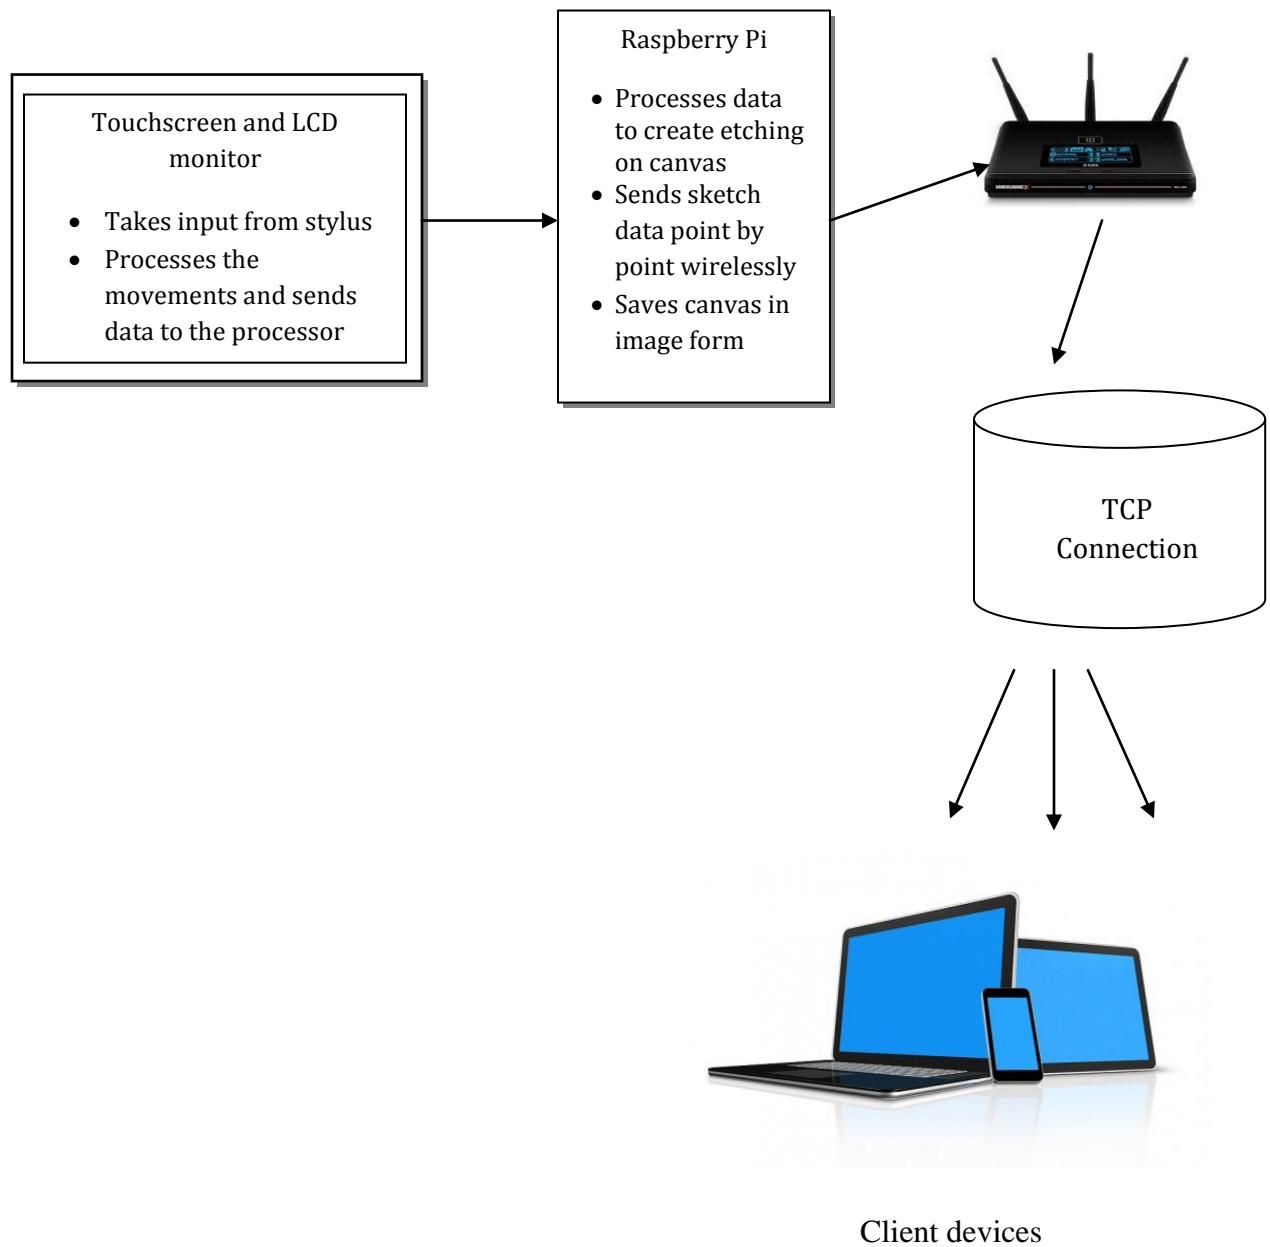 Touchscreen and LCD
monitor
• Takes input from stylus
• Processes the
movements and sends
data to the processor
Raspberry Pi
• Processes data
to create etching
on canvas
• Sends sketch
data point by
point wirelessly
• Saves canvas in
image form
TCP
Connection
Client devices